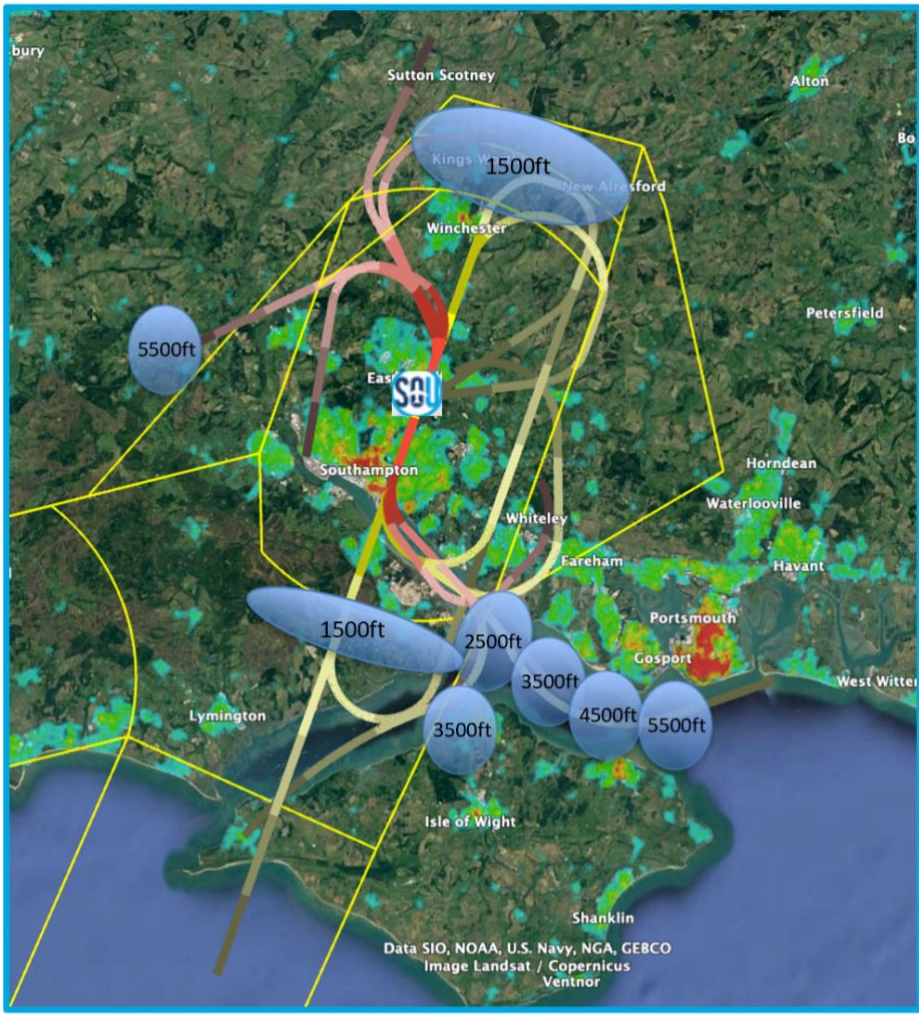 Sutton Scotney
bury
Alton
Bo
1500ft
Kings W
New Alresford
Winchester
Petersfield
5500ft
East
SOU
Southampton
Horndean
Waterlooville
Whiteley
Fareham
Havant
1500ft
Portsmouth
2500ft
Gosport
3500ft
West Witter
Lymington
4500ft
5500ft
3500ft
Isle of Wight
Shanklin
Data SIO, NOAA, U.S. Navy, NGA, GEBCO
Image Landsat / Copernicus
Ventnor